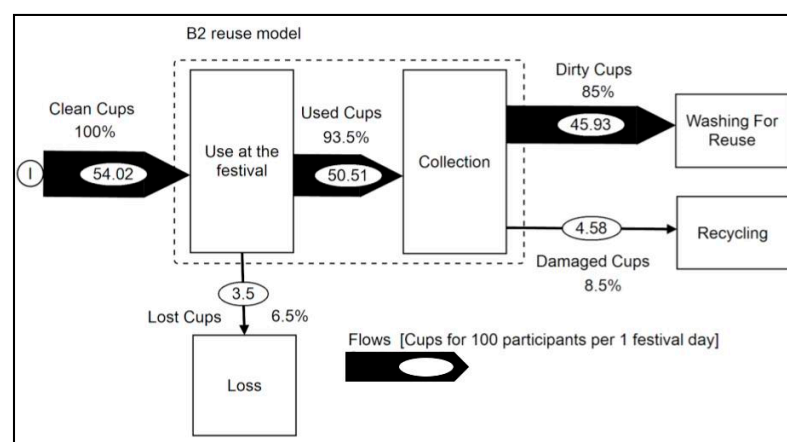 B2 reuse model
Clean Cups
100%
I
54.02
Use at the
festival
Used Cups
93.5%
50.51
Collection
Dirty Cups
85%
45.93
Washing For
Reuse
4.58
Damaged Cups
8.5%
Recycling
3.5
Lost Cups
6.5%
Loss
Flows [Cups for 100 participants per 1 festival day]